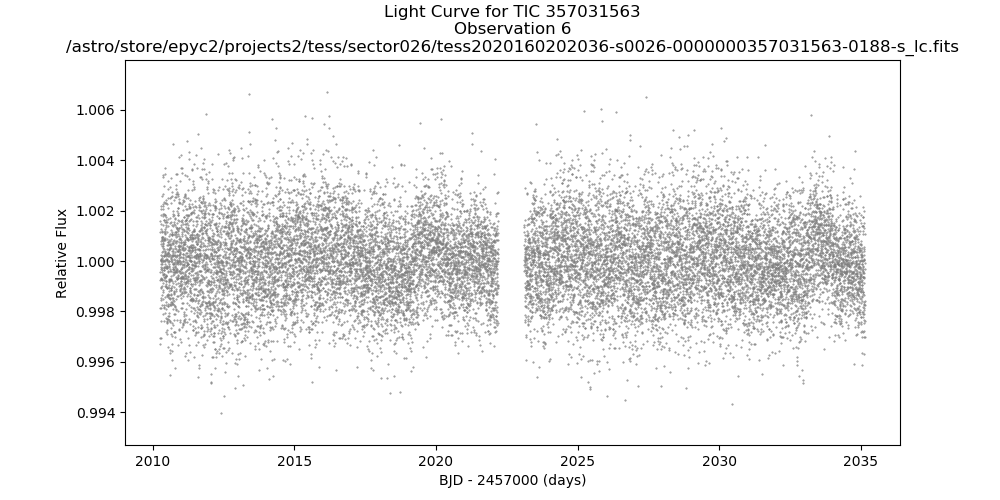 Light Curve for TIC 357031563
Observation 6
/astro/store/epyc2/projects2/tess/sector026/tess2020160202036-s0026-0000000357031563-0188-s_lc.fits
1.006
1.004
1.002
1.000
0.998
0.996
0.994
Relative Flux
2010 2015 2020 2025 2030 2035
BJD - 2457000 (days)